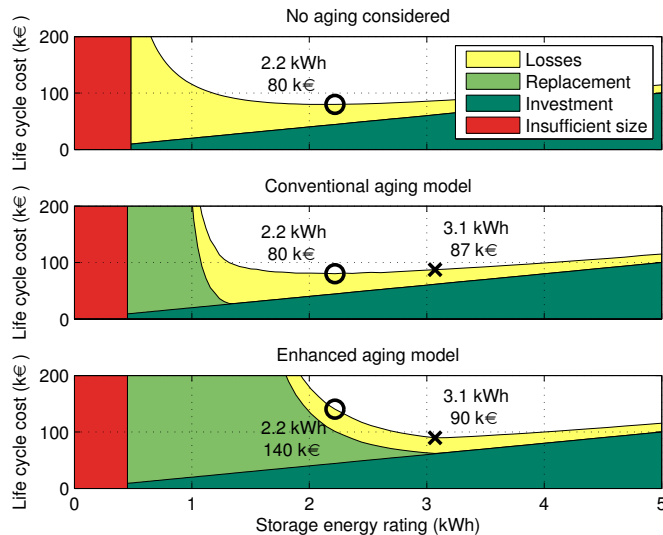 No aging considered
Life cycle cost (k€)
200
100
0
2.2 kWh
80 k€
Losses
Replacement
Investment
Insufficient size
Conventional aging model
Life cycle cost (k€)
200
100
0
2.2 kWh
80 k€
3.1 kWh
87 k€
Enhanced aging model
Life cycle cost (k€)
200
100
0
2.2 kWh
140 k€
3.1 kWh
90 k€
0 1 2 3 4 5
Storage energy rating (kWh)